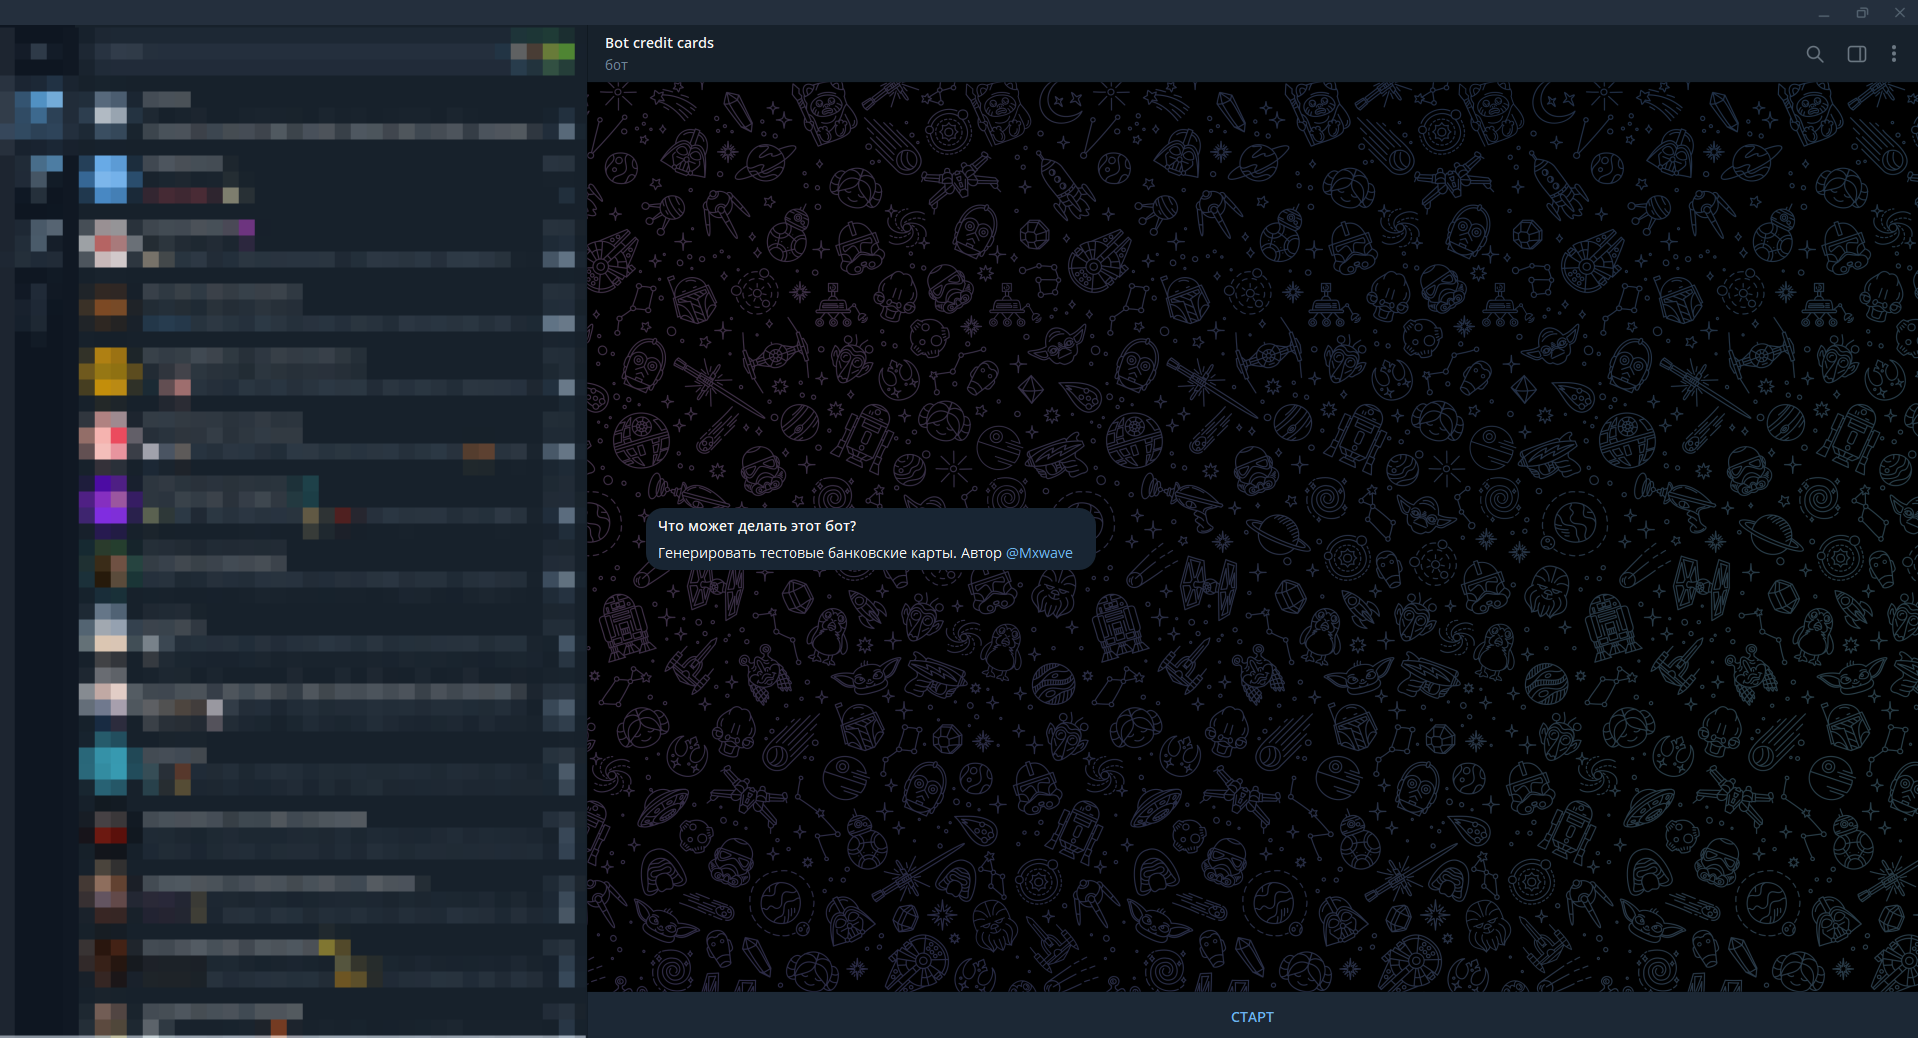 Bot credit cards
бот
Что может делать этот бот?
Генерировать тестовые банковские карты. Автор @Mxwave
СТАРТ